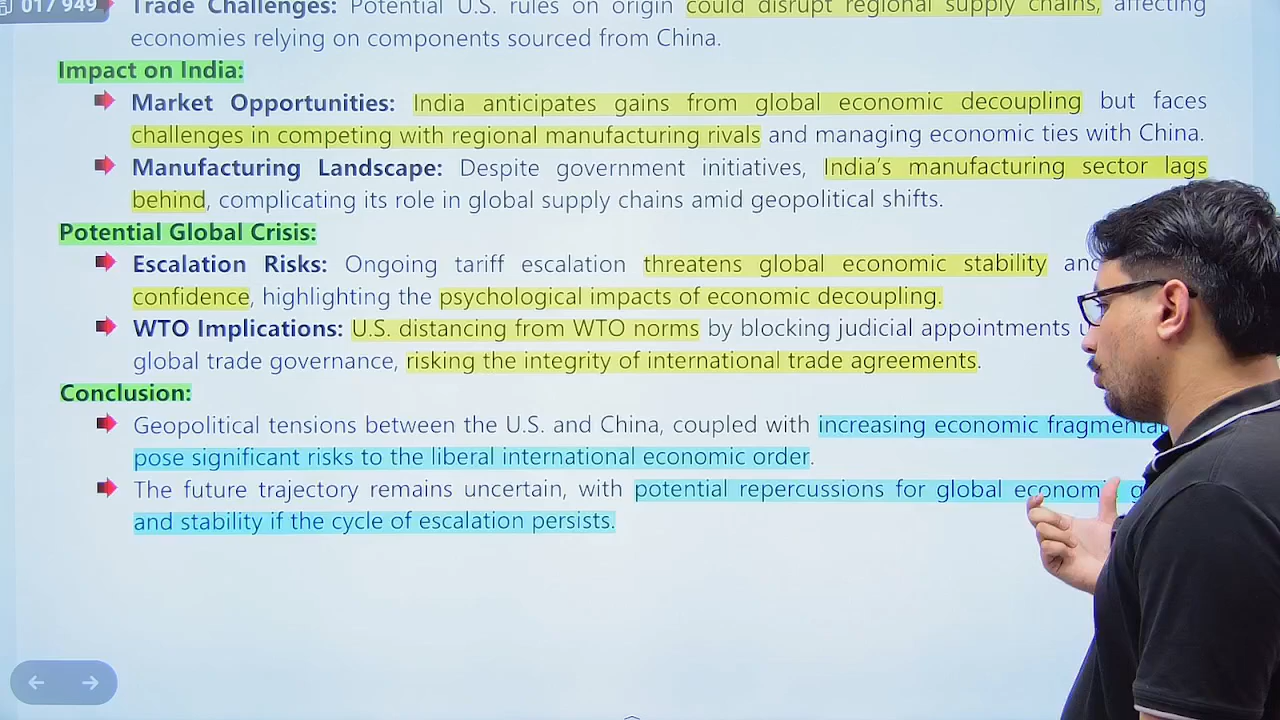 017 949
Trade Challenges: Potential U.S. rules on origin could disrupt regional supply chains, affecting
economies relying on components sourced from China.
Impact on India:
Market Opportunities: India anticipates gains from global economic decoupling but faces
challenges in competing with regional manufacturing rivals and managing economic ties with China.
Manufacturing Landscape: Despite government initiatives, India's manufacturing sector lags
behind, complicating its role in global supply chains amid geopolitical shifts.
Potential Global Crisis:
Escalation Risks: Ongoing tariff escalation threatens global economic stability
confidence, highlighting the psychological impacts of economic decoupling.
WTO Implications: U.S. distancing from WTO norms by blocking judicial appointments
global trade governance, risking the integrity of international trade agreements.
Conclusion:
Geopolitical tensions between the U.S. and China, coupled with increasing economic
pose significant risks to the liberal international economic order.
The future trajectory remains uncertain, with potential repercussions for global economic
and stability if the cycle of escalation persists.